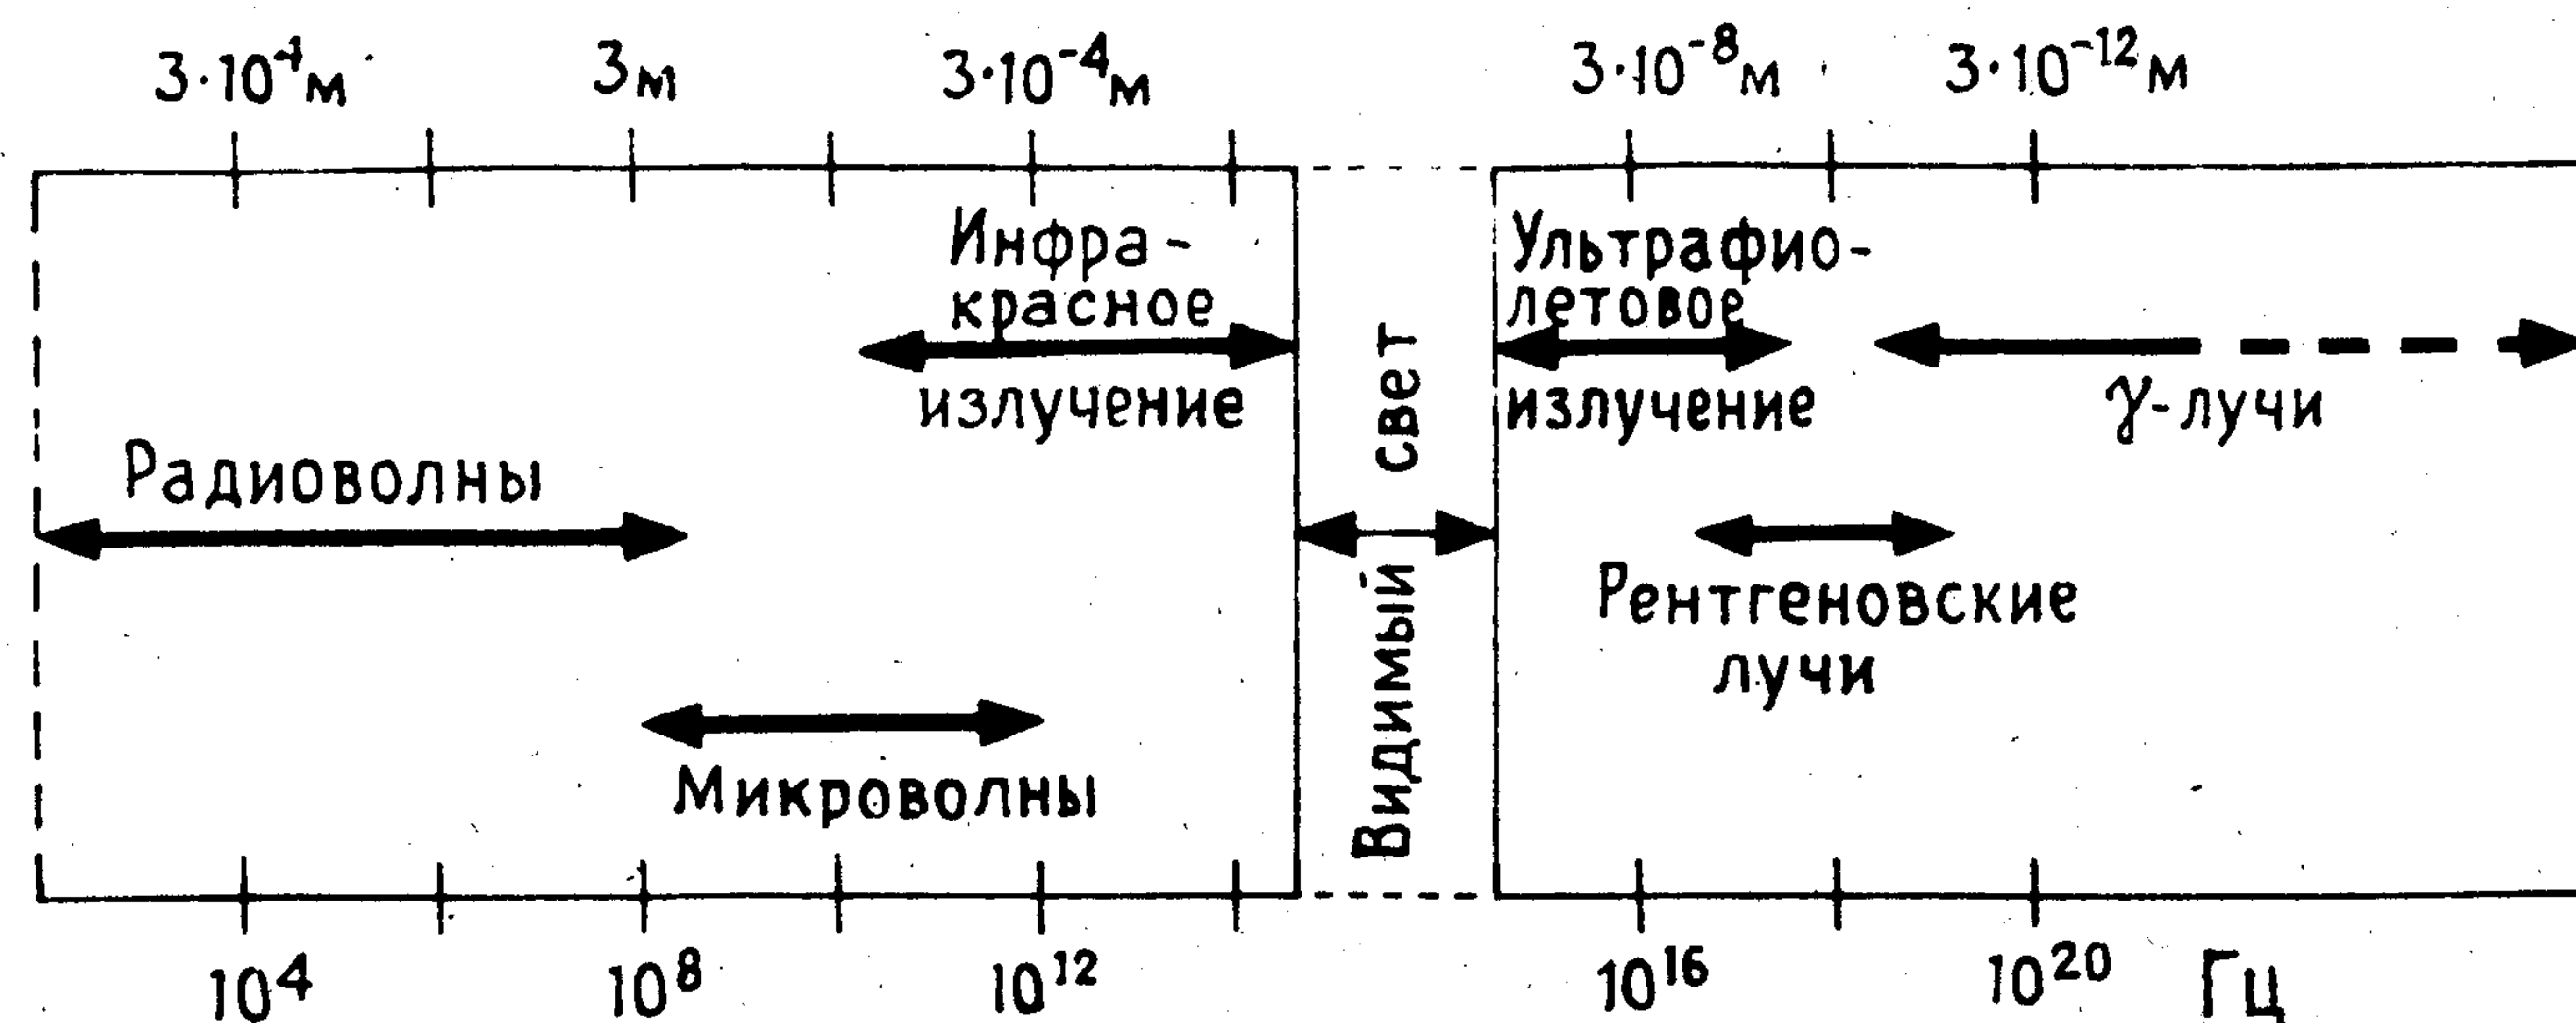 3·10⁴м 3м 3·10⁻⁴м 3·10⁻⁸м 3·10⁻¹²м
Инфра-
красное
излучение
Ультрафио-
летовое
излучение
γ-лучи
Радиоволны
Видимый свет
Рентгеновские
лучи
Микроволны
10⁴ 10⁸ 10¹² 10¹⁶ 10²⁰ Гц